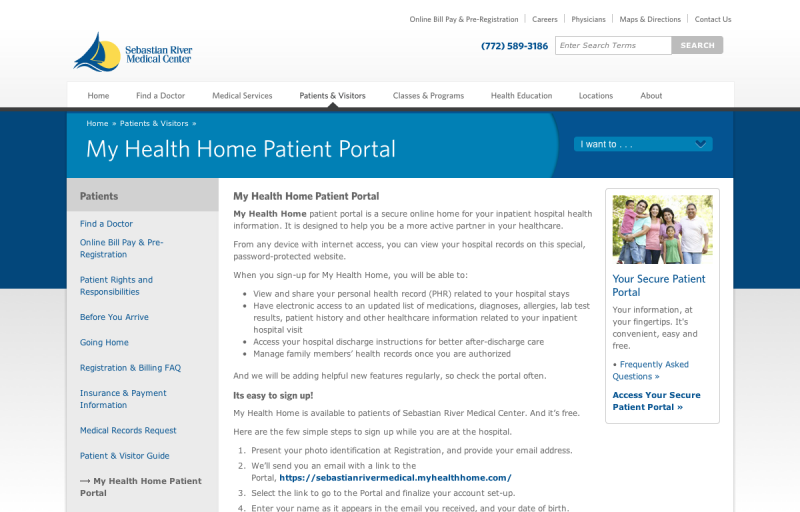 Online Bill Pay & Pre-Registration
Careers
Physicians
Maps & Directions
Contact Us
Sebastian River
Medical Center
(772) 589-3186
Enter Search Terms
SEARCH
Home
Find a Doctor
Medical Services
Patients & Visitors
Classes & Programs
Health Education
Locations
About
Home » Patients & Visitors »
My Health Home Patient Portal
I want to . . .
Patients
Find a Doctor
Online Bill Pay & Pre-
Registration
Patient Rights and
Responsibilities
Before You Arrive
Going Home
Registration & Billing FAQ
Insurance & Payment
Information
Medical Records Request
Patient & Visitor Guide
→ My Health Home Patient
Portal
My Health Home Patient Portal
My Health Home patient portal is a secure online home for your inpatient hospital health
information. It is designed to help you be a more active partner in your healthcare.
From any device with internet access, you can view your hospital records on this special,
password-protected website.
When you sign-up for My Health Home, you will be able to:
• View and share your personal health record (PHR) related to your hospital stays
• Have electronic access to an updated list of medications, diagnoses, allergies, lab test
results, patient history and other healthcare information related to your inpatient
hospital visit
• Access your hospital discharge instructions for better after-discharge care
• Manage family members’ health records once you are authorized
And we will be adding helpful new features regularly, so check the portal often.
Its easy to sign up!
My Health Home is available to patients of Sebastian River Medical Center. And it’s free.
Here are the few simple steps to sign up while you are at the hospital.
1. Present your photo identification at Registration, and provide your email address.
2. We’ll send you an email with a link to the
Portal, https://sebastianrivermedical.myhealthhome.com/
3. Select the link to go to the Portal and finalize your account set-up.
4. Enter your name as it appears in the email you received, and your date of birth.
Your Secure Patient
Portal
Your information, at
your fingertips. It's
convenient, easy and
free.
• Frequently Asked
Questions »
Access Your Secure
Patient Portal »